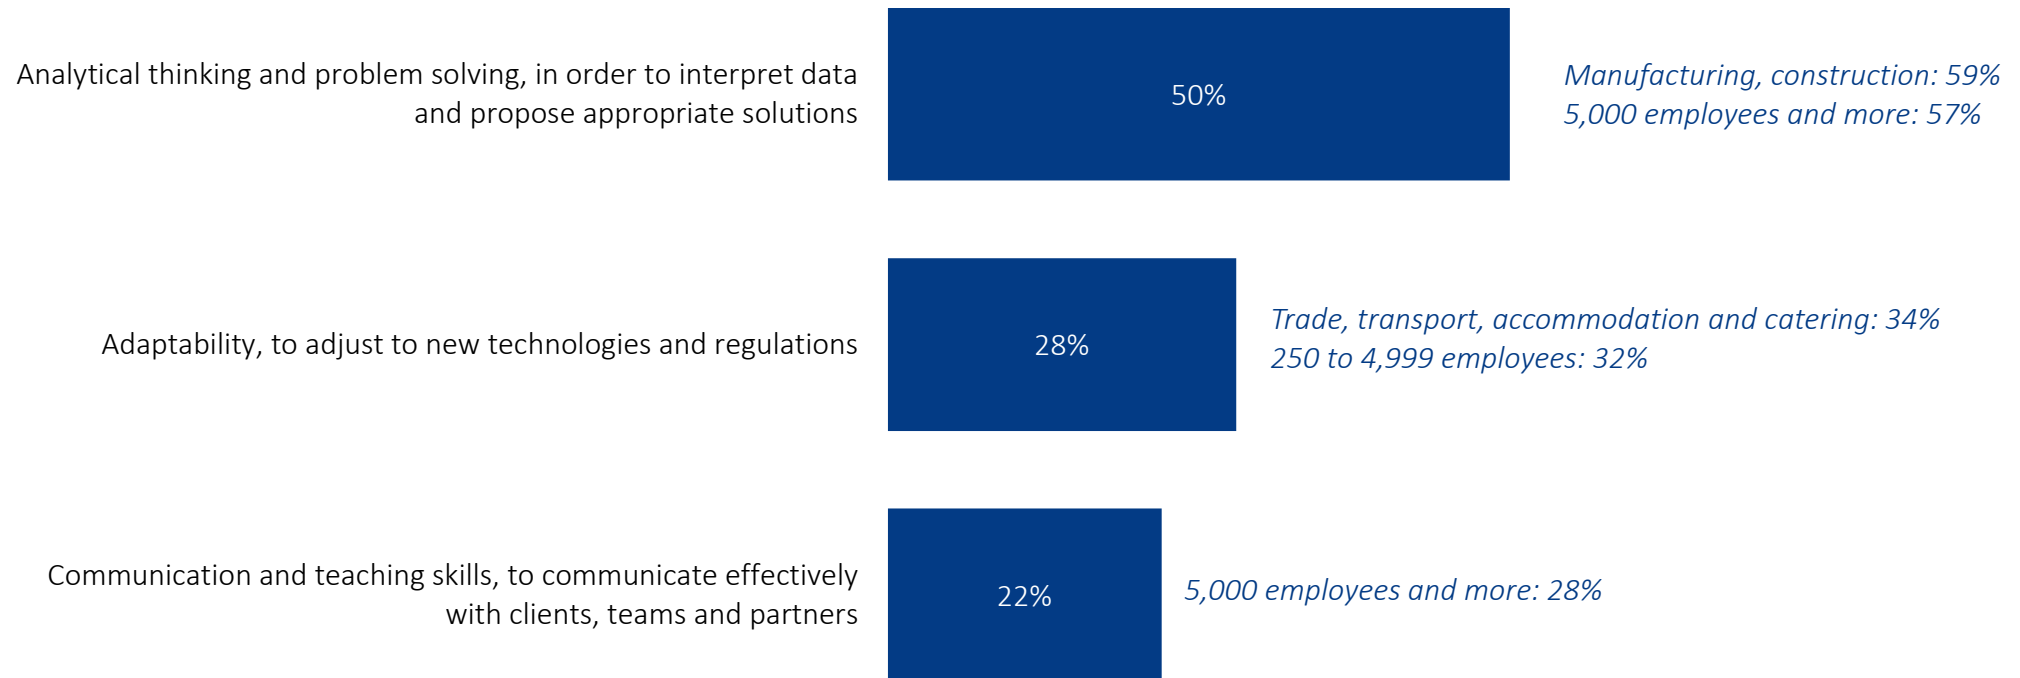 Analytical thinking and problem solving, in order to interpret data
and propose appropriate solutions
50%
Manufacturing, construction: 59%
5,000 employees and more: 57%
Adaptability, to adjust to new technologies and regulations
28%
Trade, transport, accommodation and catering: 34%
250 to 4,999 employees: 32%
Communication and teaching skills, to communicate effectively
with clients, teams and partners
22%
5,000 employees and more: 28%